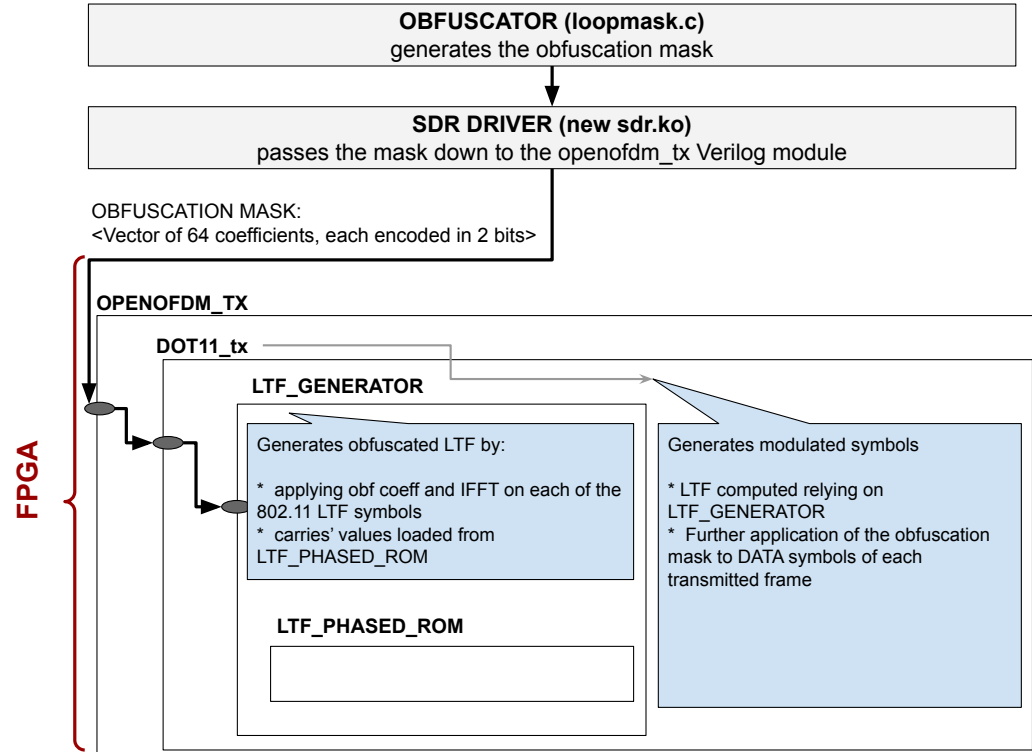 OBFUSCATOR (loopmask.c)
generates the obfuscation mask
SDR DRIVER (new sdr.ko)
passes the mask down to the openofdm_tx Verilog module
OBFUSCATION MASK:
<Vector of 64 coefficients, each encoded in 2 bits>
FPGA
OPENOFDM_TX
DOT11_tx
LTF_GENERATOR
Generates obfuscated LTF by:
* applying obf coeff and IFFT on each of the
802.11 LTF symbols
* carries’ values loaded from
LTF_PHASED_ROM
LTF_PHASED_ROM
Generates modulated symbols
* LTF computed relying on
LTF_GENERATOR
* Further application of the obfuscation
mask to DATA symbols of each
transmitted frame